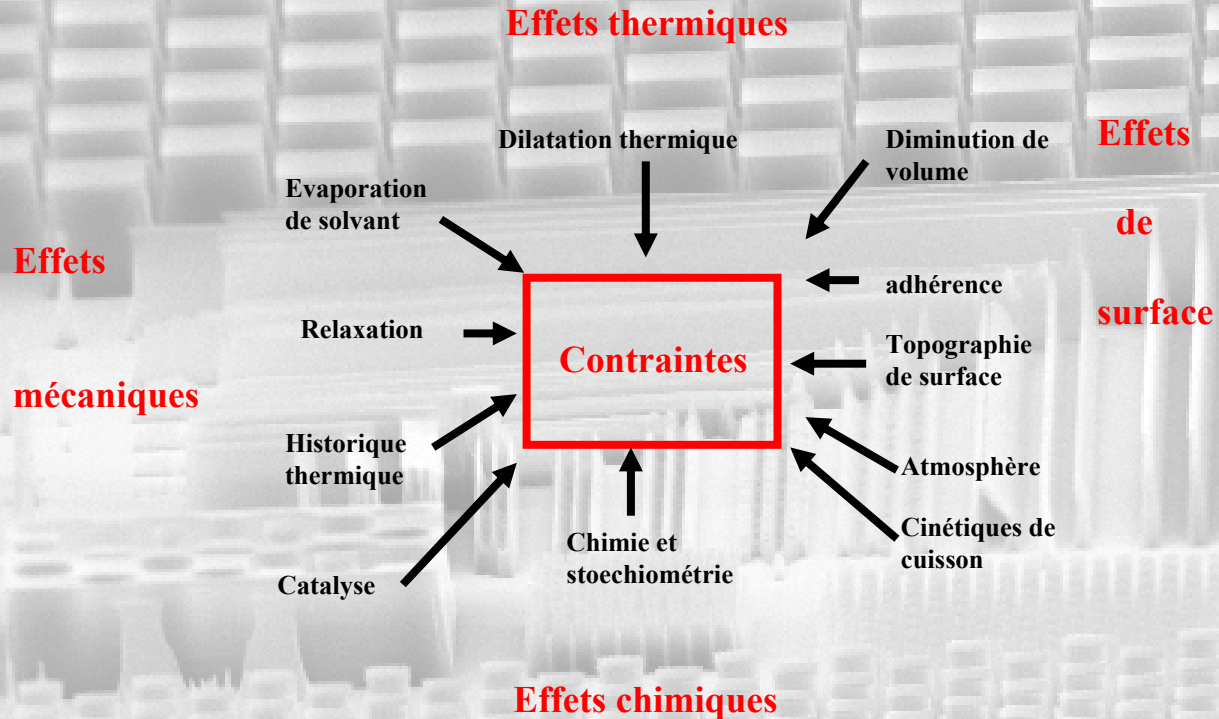 Effets thermiques
Dilatation thermique
Diminution de
volume
Effets
de
surface
Evaporation
de solvant
Effets
mécaniques
adhérence
Relaxation
Contraintes
Topographie
de surface
Historique
thermique
Atmosphère
Chimie et
stoechiométrie
Cinétiques de
cuisson
Catalyse
Effets chimiques